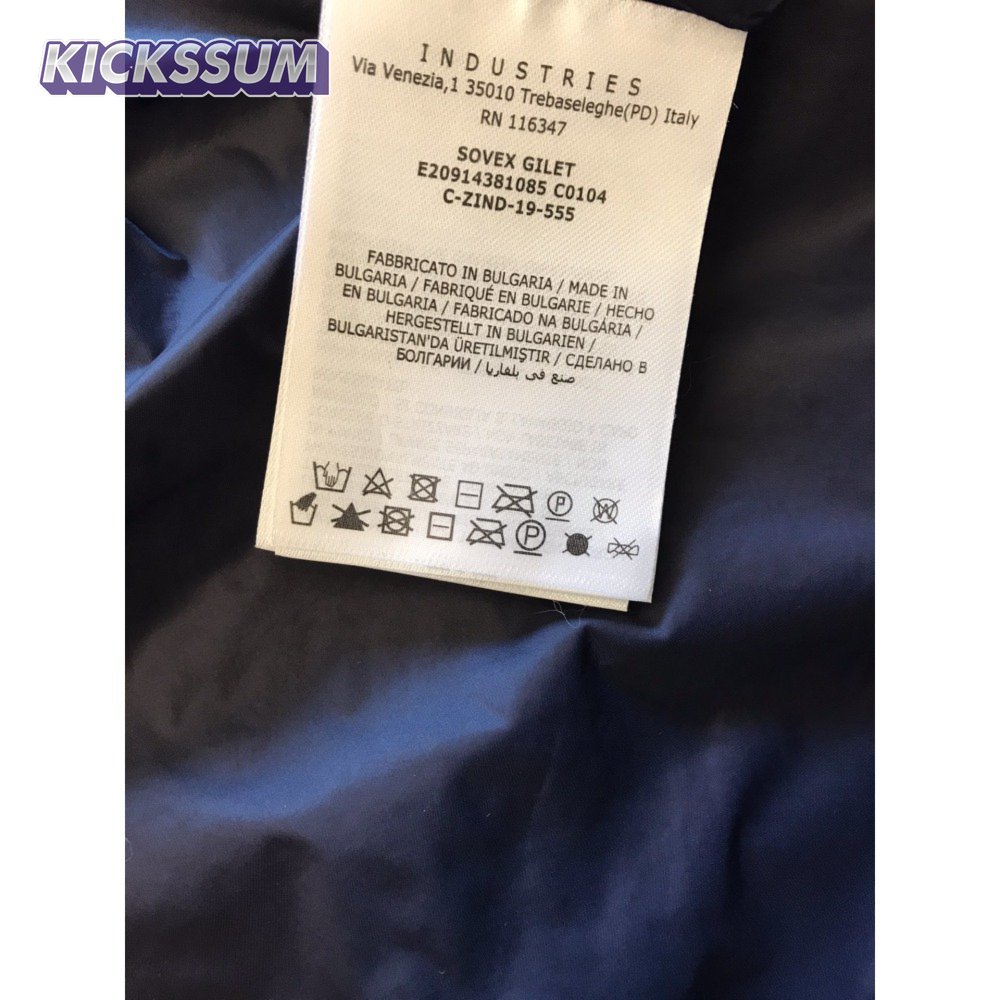 KICKSSUM
INDUSTRIES
Via Venezia,1 35010 Trebaseleghe(PD) Italy
RN 116347
SOVEX GILET
E20914381085 C0104
C-ZIND-19-555
FABBRICATO IN BULGARIA / MADE IN
BULGARIA / FABRIQUÉ EN BULGARIE / HECHO
EN BULGARIA / FABRICADO NA BULGÁRIA /
HERGESTELLT IN BULGARIEN /
BULGARISTAN'DA ÜRETILMIŞTIR / СДЕЛАНО В
БОЛГАРИИ / صنع في بلغاريا
P W
P